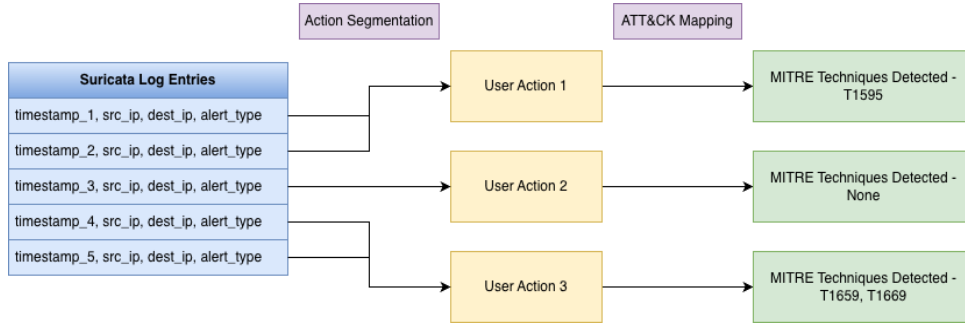 Action Segmentation
ATT&CK Mapping
Suricata Log Entries
timestamp_1, src_ip, dest_ip, alert_type
timestamp_2, src_ip, dest_ip, alert_type
timestamp_3, src_ip, dest_ip, alert_type
timestamp_4, src_ip, dest_ip, alert_type
timestamp_5, src_ip, dest_ip, alert_type
User Action 1
User Action 2
User Action 3
MITRE Techniques Detected -
T1595
MITRE Techniques Detected -
None
MITRE Techniques Detected -
T1659, T1669